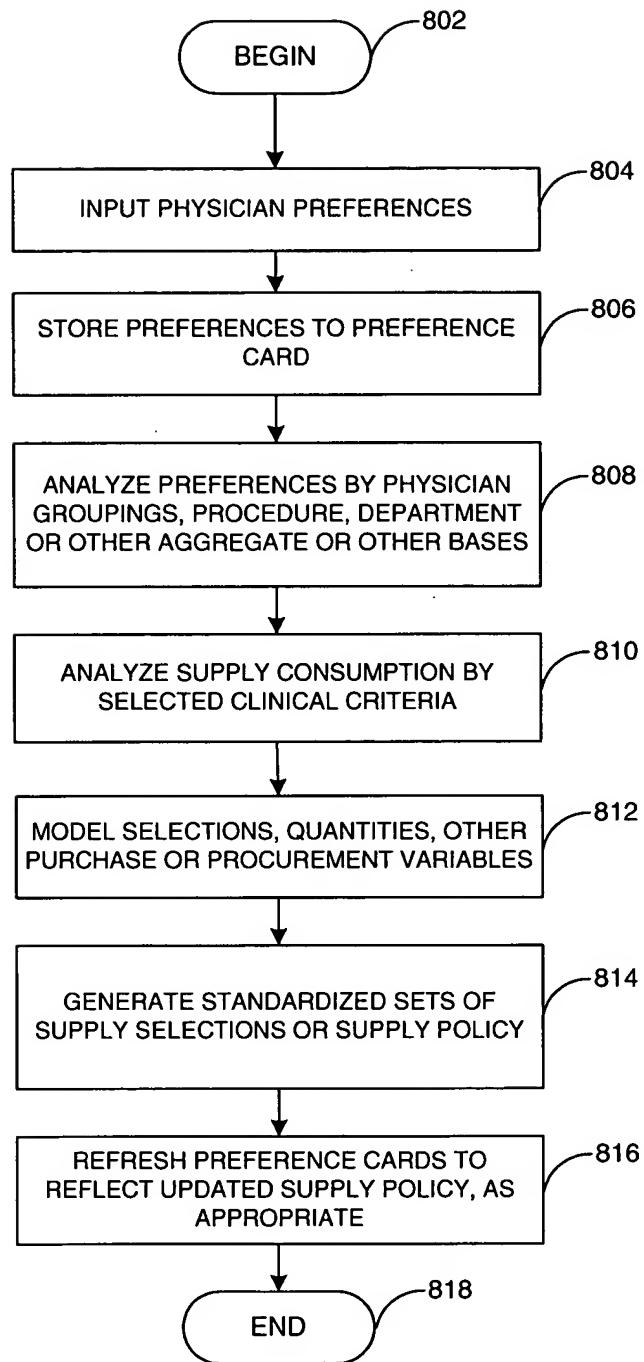 802
BEGIN
804
INPUT PHYSICIAN PREFERENCES
806
STORE PREFERENCES TO PREFERENCE
CARD
808
ANALYZE PREFERENCES BY PHYSICIAN
GROUPINGS, PROCEDURE, DEPARTMENT
OR OTHER AGGREGATE OR OTHER BASES
810
ANALYZE SUPPLY CONSUMPTION BY
SELECTED CLINICAL CRITERIA
812
MODEL SELECTIONS, QUANTITIES, OTHER
PURCHASE OR PROCUREMENT VARIABLES
814
GENERATE STANDARDIZED SETS OF
SUPPLY SELECTIONS OR SUPPLY POLICY
816
REFRESH PREFERENCE CARDS TO
REFLECT UPDATED SUPPLY POLICY, AS
APPROPRIATE
818
END